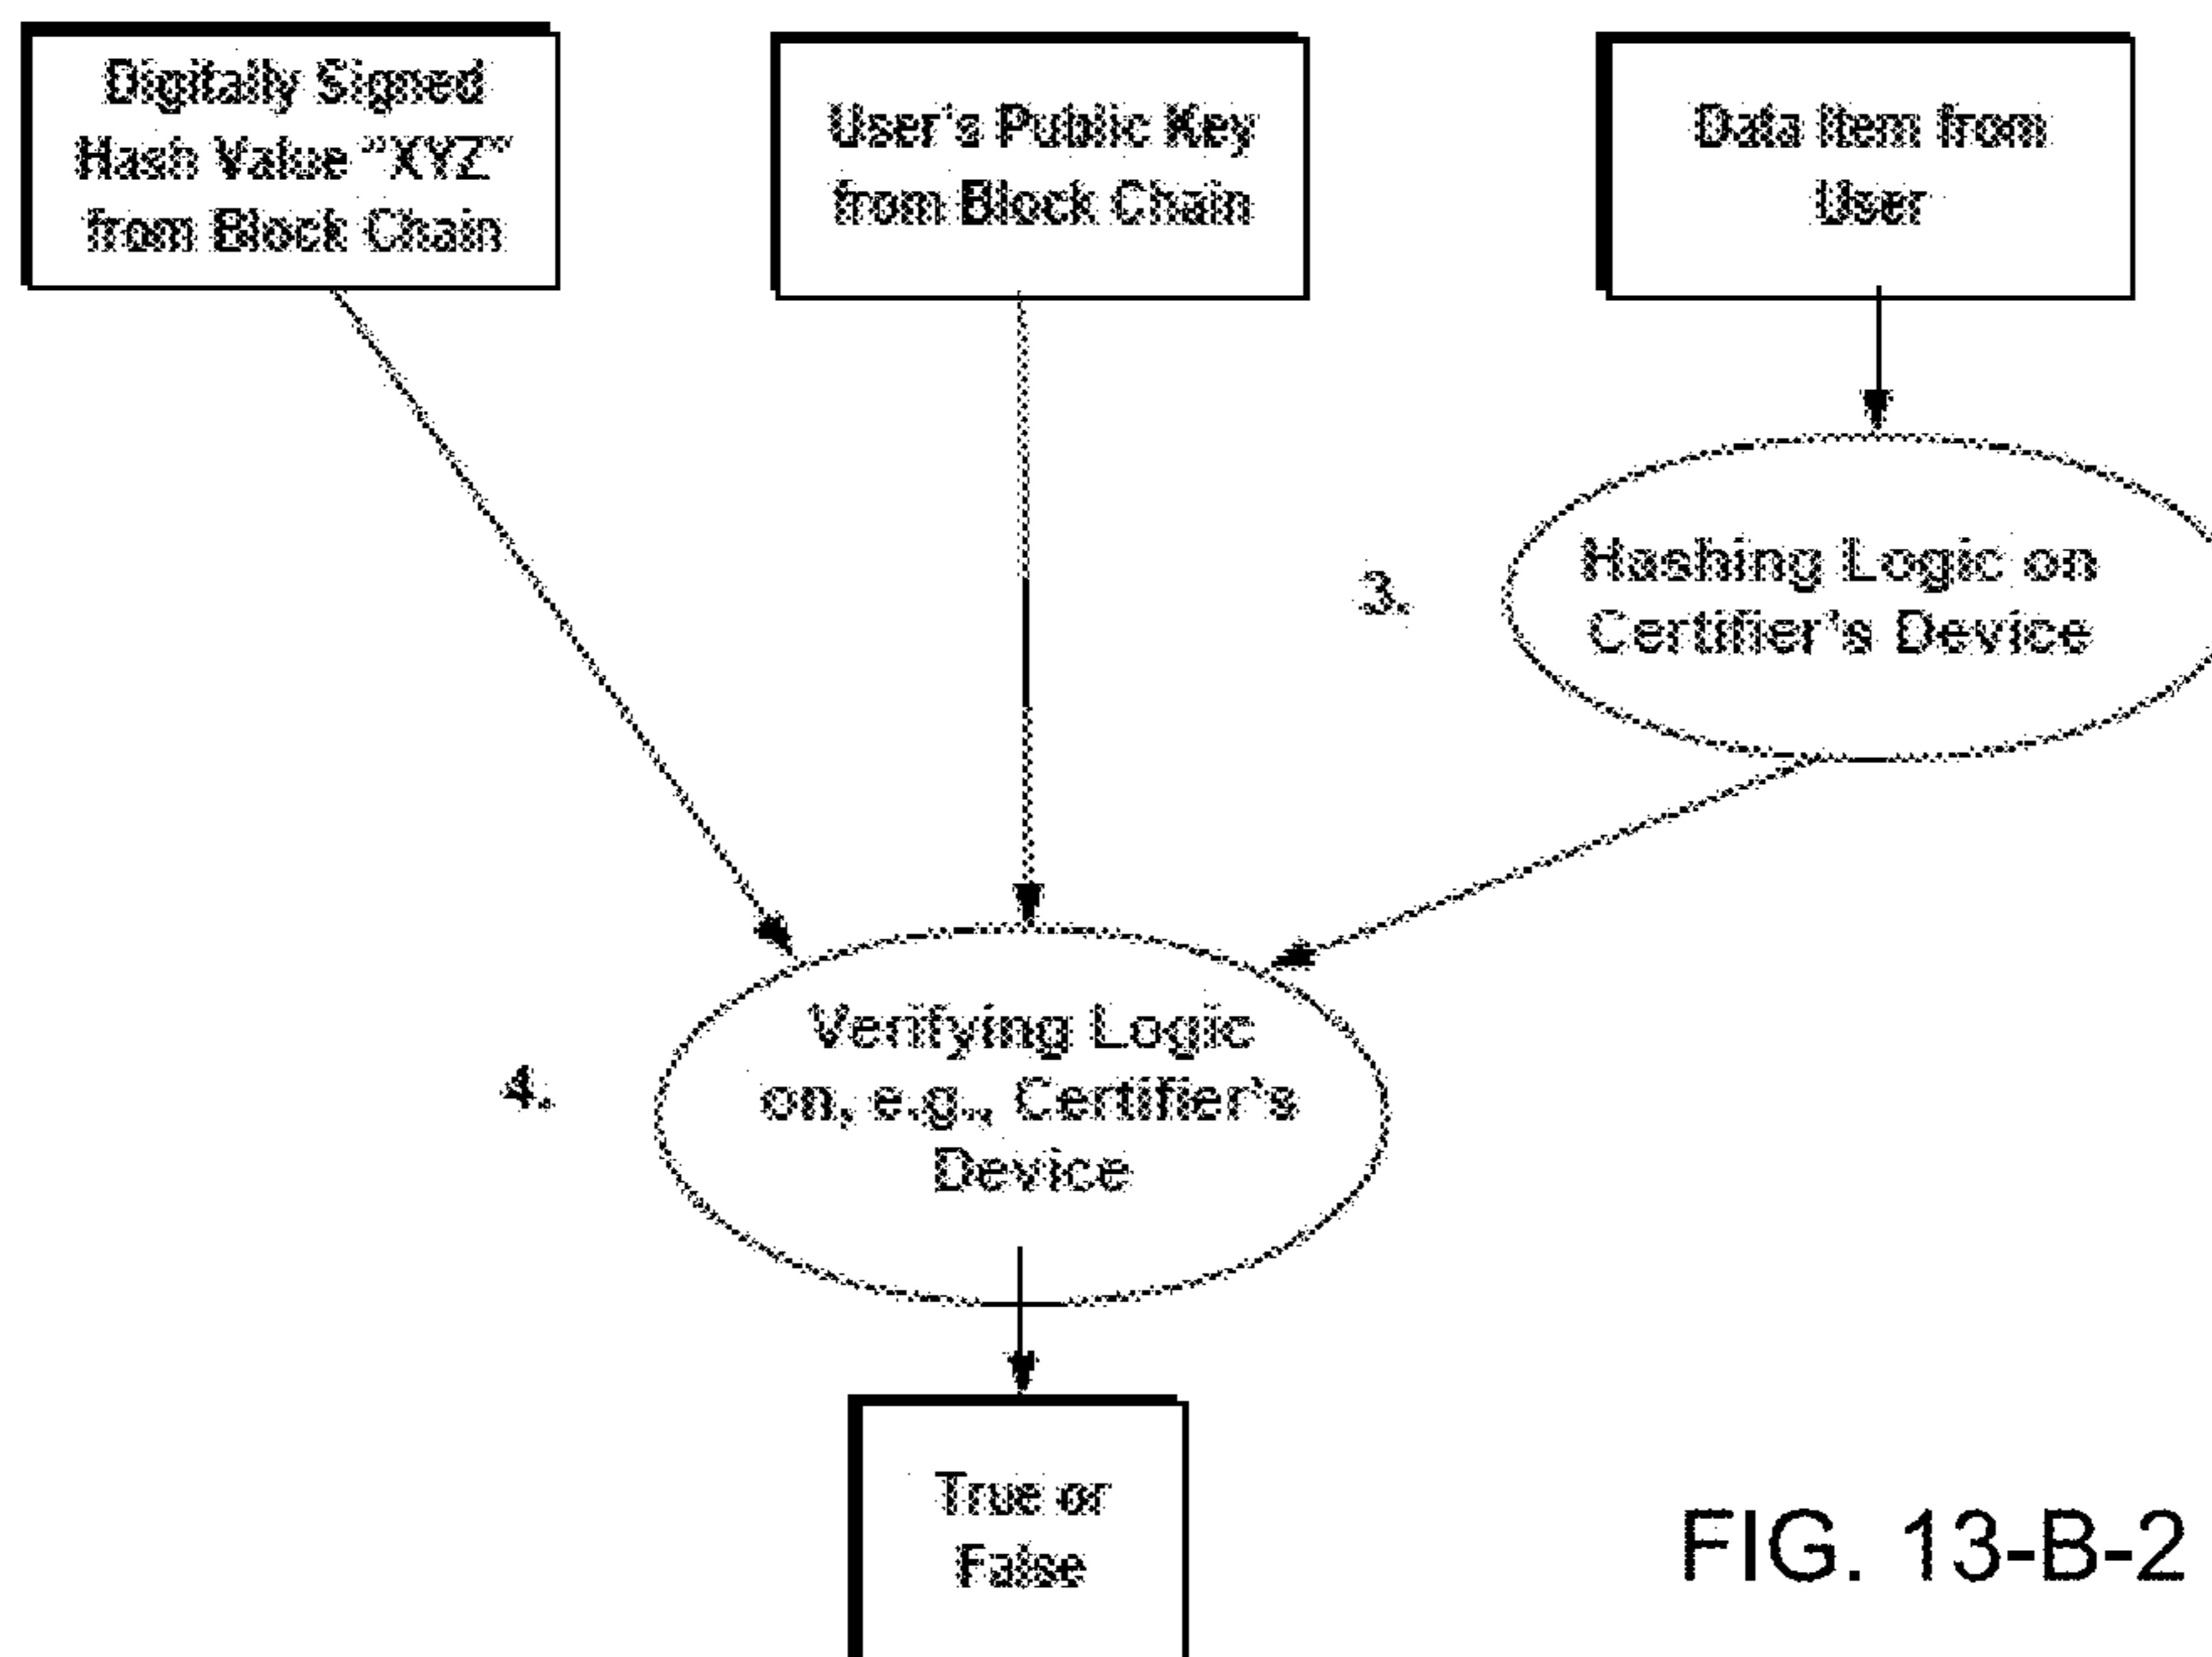 Digitally Signed
Hash Value "XYZ"
from Block Chain
User's Public Key
from Block Chain
Data Item from
User
3.
Hashing Logic on
Certifier's Device
4.
Verifying Logic
on, e.g., Certifier's
Device
True or
False
FIG. 13-B-2